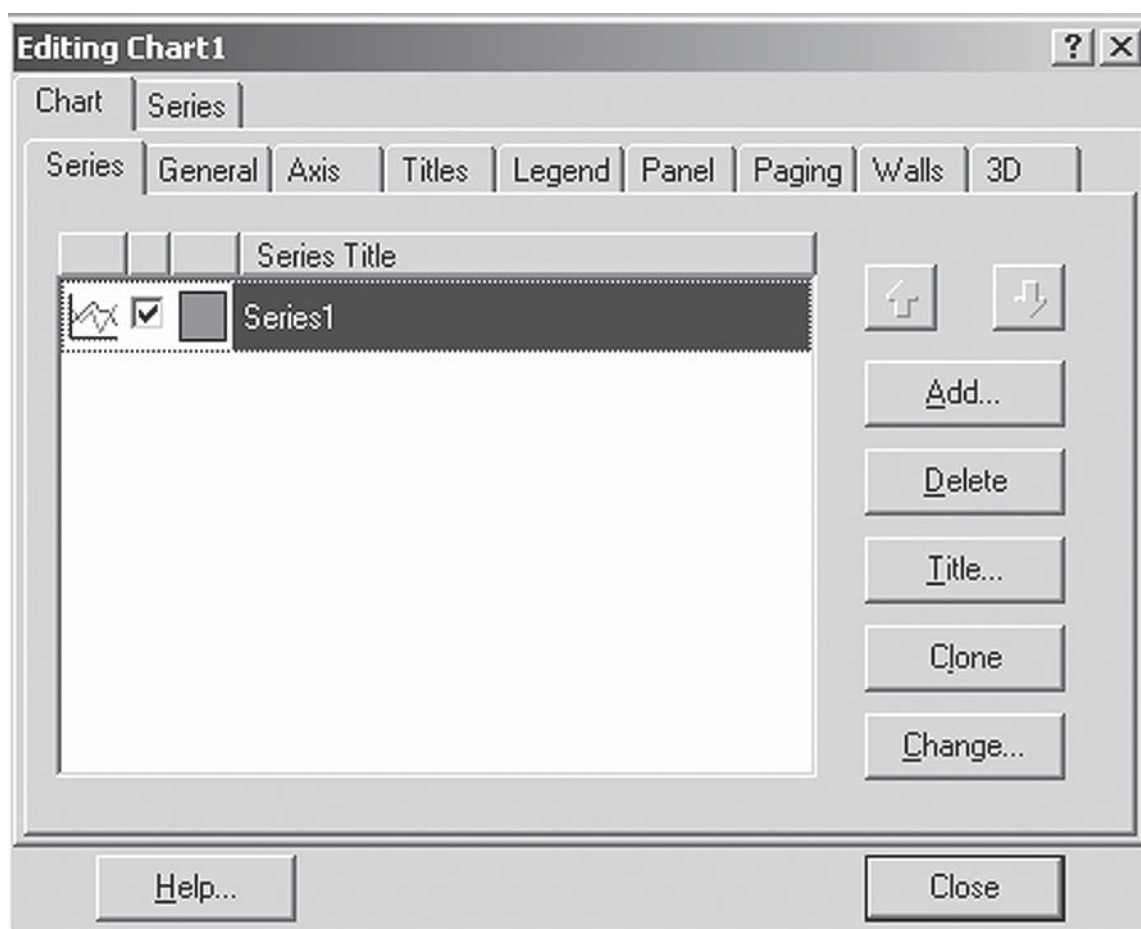 Editing Chart1
Chart Series
Series General Axis Titles Legend Panel Paging Walls 3D
Series Title
Series1
Add...
Delete
Title...
Clone
Change...
Help... Close